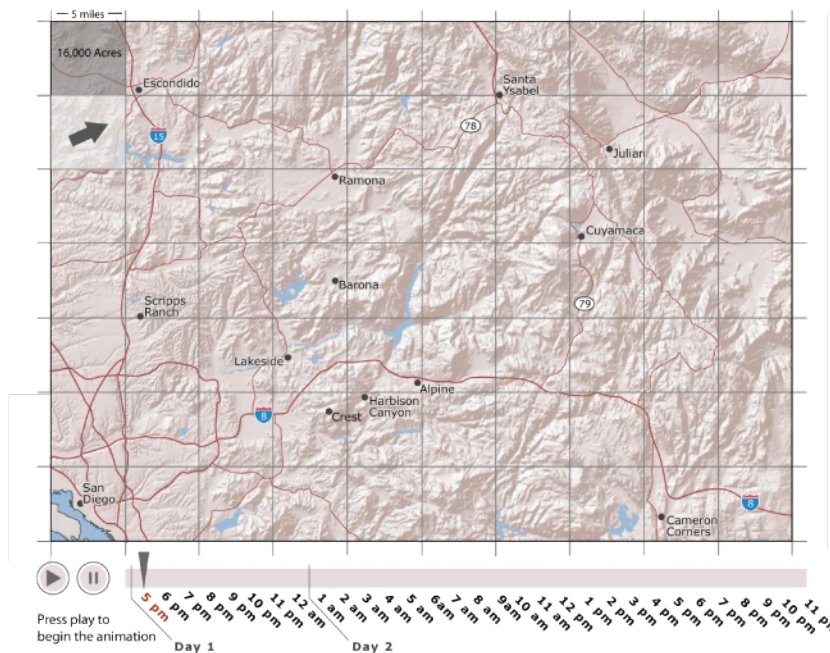 5 miles
16,000 Acres
Escondido
Santa
Ysabel
15
78
Julian
Ramona
Cuyamaca
Barona
79
Scripps
Ranch
Lakeside
Alpine
Harbison
Canyon
8
Crest
San
Diego
8
Cameron
Corners
5 pm
6 pm
7 pm
8 pm
9 pm
10 pm
11 pm
12 am
1 am
2 am
3 am
4 am
5 am
6am
7 am
8 am
9am
10 am
11 am
12 pm
1 pm
2 pm
3 pm
4 pm
5 pm
6 pm
7 pm
8 pm
9 pm
10 pm
11 pm
Press play to
begin the animation
Day 1
Day 2